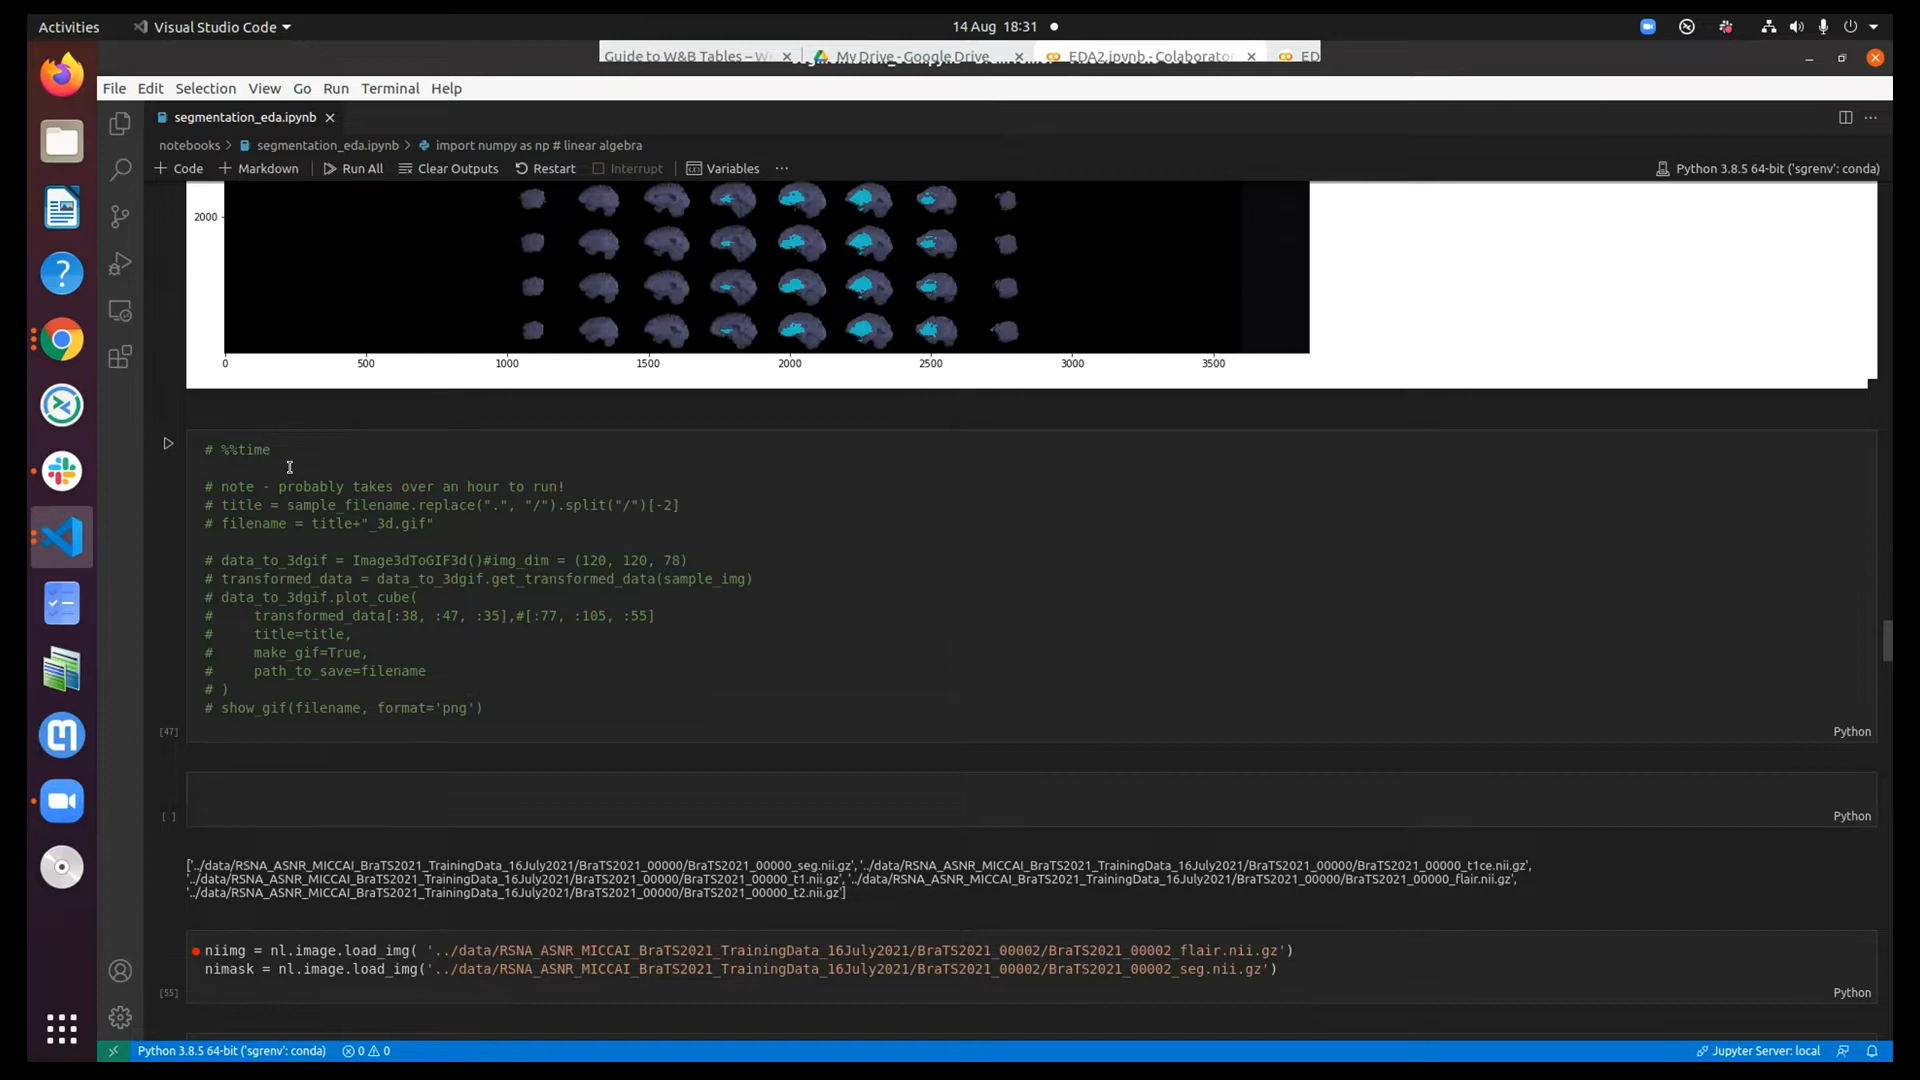 Activities
Visual Studio Code
14 Aug 18:31
Guide to W&B Tables – W
My Drive - Google Drive
EDA2.ipynb - Colaborator
ED
File Edit Selection View Go Run Terminal Help
segmentation_eda.ipynb
notebooks > segmentation_eda.ipynb > import numpy as np # linear algebra
+ Code + Markdown Run All Clear Outputs Restart Interrupt Variables ...
Python 3.8.5 64-bit ('sgrenv': conda)
2000
0 500 1000 1500 2000 2500 3000 3500
# %%time
# note - probably takes over an hour to run!
# title = sample_filename.replace(".", "/").split("/")[-2]
# filename = title+"_3d.gif"
# data_to_3dgif = Image3dToGIF3d()#img_dim = (120, 120, 78)
# transformed_data = data_to_3dgif.get_transformed_data(sample_img)
# data_to_3dgif.plot_cube(
#     transformed_data[:38, :47, :35],#[:77, :105, :55]
#     title=title,
#     make_gif=True,
#     path_to_save=filename
# )
# show_gif(filename, format='png')
[47]
Python
[ ]
Python
['../data/RSNA_ASNR_MICCAI_BraTS2021_TrainingData_16July2021/BraTS2021_00000/BraTS2021_00000_seg.nii.gz', '../data/RSNA_ASNR_MICCAI_BraTS2021_TrainingData_16July2021/BraTS2021_00000/BraTS2021_00000_t1ce.nii.gz',
'../data/RSNA_ASNR_MICCAI_BraTS2021_TrainingData_16July2021/BraTS2021_00000/BraTS2021_00000_t1.nii.gz', '../data/RSNA_ASNR_MICCAI_BraTS2021_TrainingData_16July2021/BraTS2021_00000/BraTS2021_00000_flair.nii.gz',
'../data/RSNA_ASNR_MICCAI_BraTS2021_TrainingData_16July2021/BraTS2021_00000/BraTS2021_00000_t2.nii.gz']
niimg = nl.image.load_img( '../data/RSNA_ASNR_MICCAI_BraTS2021_TrainingData_16July2021/BraTS2021_00002/BraTS2021_00002_flair.nii.gz')
nimask = nl.image.load_img('../data/RSNA_ASNR_MICCAI_BraTS2021_TrainingData_16July2021/BraTS2021_00002/BraTS2021_00002_seg.nii.gz')
[55]
Python
Python 3.8.5 64-bit ('sgrenv': conda) 0 0
Jupyter Server: local